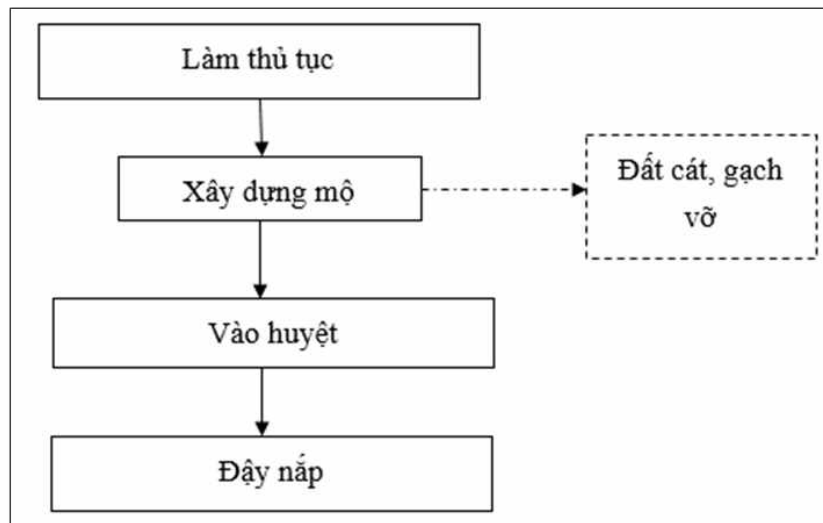 Làm thủ tục
Xây dựng mộ
Đất cát, gạch
vỡ
Vào huyệt
Đậy nắp